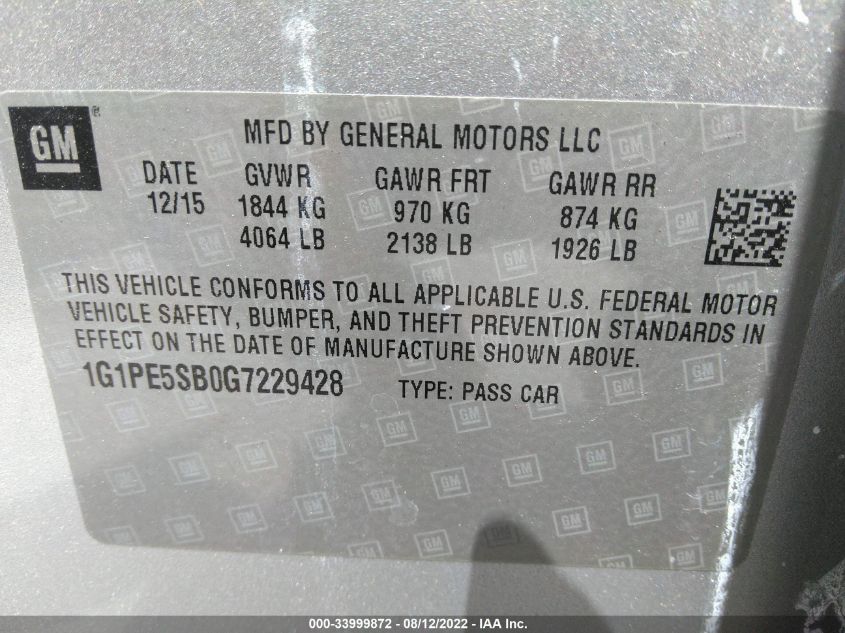 GM®
MFD BY GENERAL MOTORS LLC
DATE GVWR GAWR FRT GAWR RR
12/15 1844 KG 970 KG 874 KG
4064 LB 2138 LB 1926 LB
THIS VEHICLE CONFORMS TO ALL APPLICABLE U.S. FEDERAL MOTOR
VEHICLE SAFETY, BUMPER, AND THEFT PREVENTION STANDARDS IN
EFFECT ON THE DATE OF MANUFACTURE SHOWN ABOVE.
1G1PE5SB0G7229428 TYPE: PASS CAR
000-33999872 - 08/12/2022 - IAA Inc.